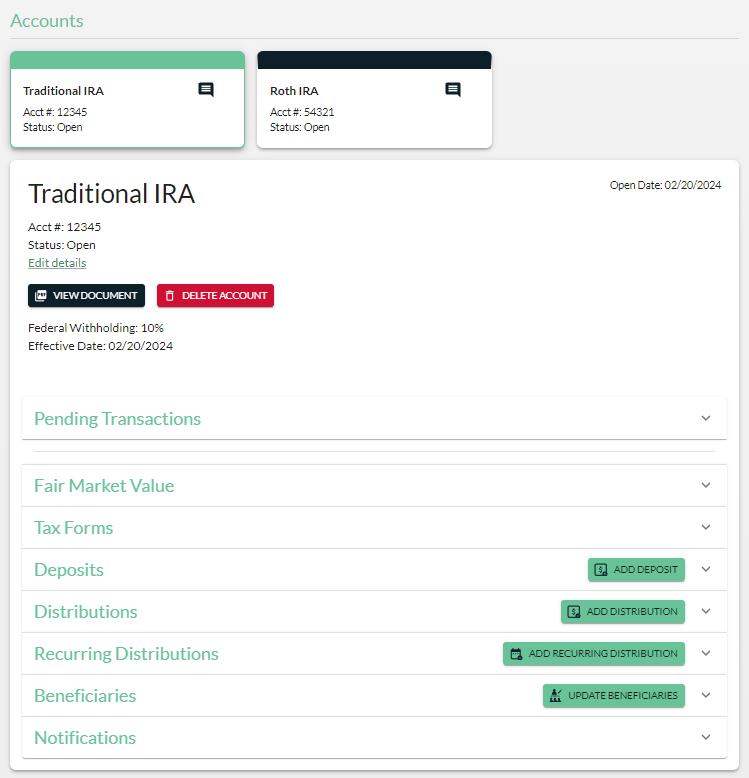 Accounts
Traditional IRA
Acct #: 12345
Status: Open
Roth IRA
Acct #: 54321
Status: Open
Traditional IRA
Open Date: 02/20/2024
Acct #: 12345
Status: Open
Edit details
VIEW DOCUMENT
DELETE ACCOUNT
Federal Withholding: 10%
Effective Date: 02/20/2024
Pending Transactions
Fair Market Value
Tax Forms
Deposits
ADD DEPOSIT
Distributions
ADD DISTRIBUTION
Recurring Distributions
ADD RECURRING DISTRIBUTION
Beneficiaries
UPDATE BENEFICIARIES
Notifications